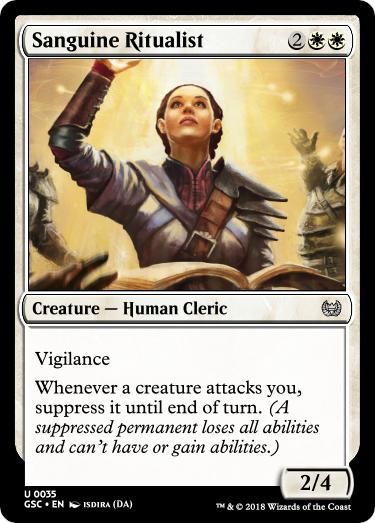 Sanguine Ritualist 2
Creature — Human Cleric
Vigilance
Whenever a creature attacks you,
suppress it until end of turn. (A
suppressed permanent loses all abilities
and can't have or gain abilities.)
2/4
U 0035
GSC • EN ISDIRA (DA)
™ & © 2018 Wizards of the Coast